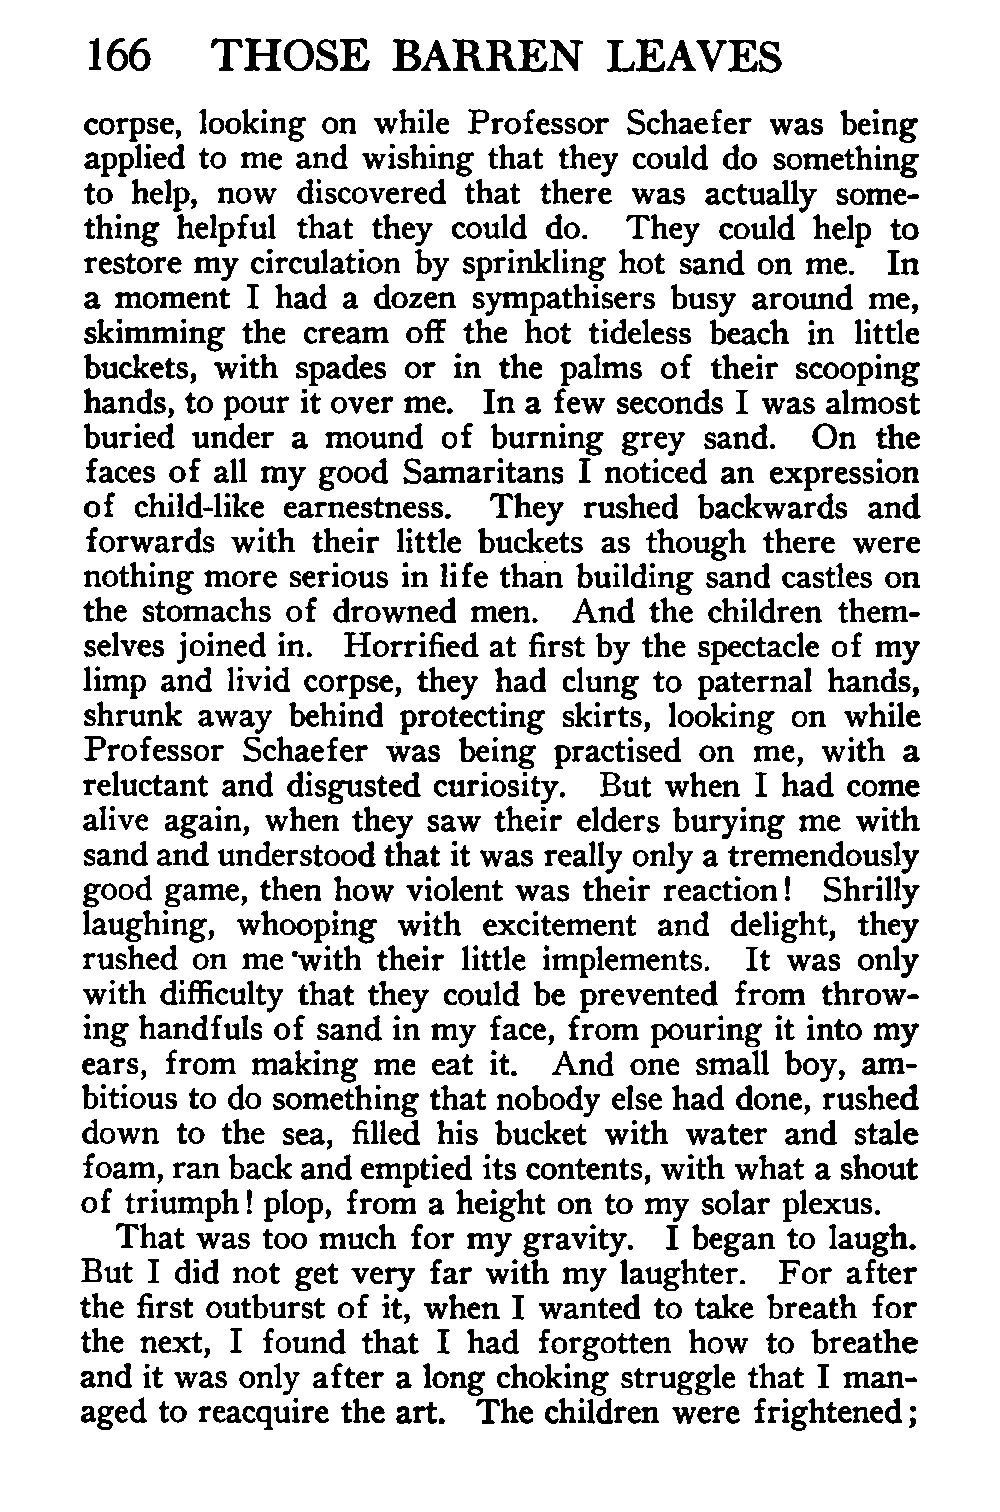 166 THOSE BARREN LEAVES
corpse, looking on while Professor Schaefer was being
applied to me and wishing that they could do something
to help, now discovered that there was actually some-
thing helpful that they could do. They could help to
restore my circulation by sprinkling hot sand on me. In
a moment I had a dozen sympathisers busy around me,
skimming the cream off the hot tideless beach in little
buckets, with spades or in the palms of their scooping
hands, to pour it over me. In a few seconds I was almost
buried under a mound of burning grey sand. On the
faces of all my good Samaritans I noticed an expression
of child-like earnestness. They rushed backwards and
forwards with their little buckets as though there were
nothing more serious in life than building sand castles on
the stomachs of drowned men. And the children them-
selves joined in. Horrified at first by the spectacle of my
limp and livid corpse, they had clung to paternal hands,
shrunk away behind protecting skirts, looking on while
Professor Schaefer was being practised on me, with a
reluctant and disgusted curiosity. But when I had come
alive again, when they saw their elders burying me with
sand and understood that it was really only a tremendously
good game, then how violent was their reaction! Shrilly
laughing, whooping with excitement and delight, they
rushed on me with their little implements. It was only
with difficulty that they could be prevented from throw-
ing handfuls of sand in my face, from pouring it into my
ears, from making me eat it. And one small boy, am-
bitious to do something that nobody else had done, rushed
down to the sea, filled his bucket with water and stale
foam, ran back and emptied its contents, with what a shout
of triumph! plop, from a height on to my solar plexus.
That was too much for my gravity. I began to laugh.
But I did not get very far with my laughter. For after
the first outburst of it, when I wanted to take breath for
the next, I found that I had forgotten how to breathe
and it was only after a long choking struggle that I man-
aged to reacquire the art. The children were frightened;